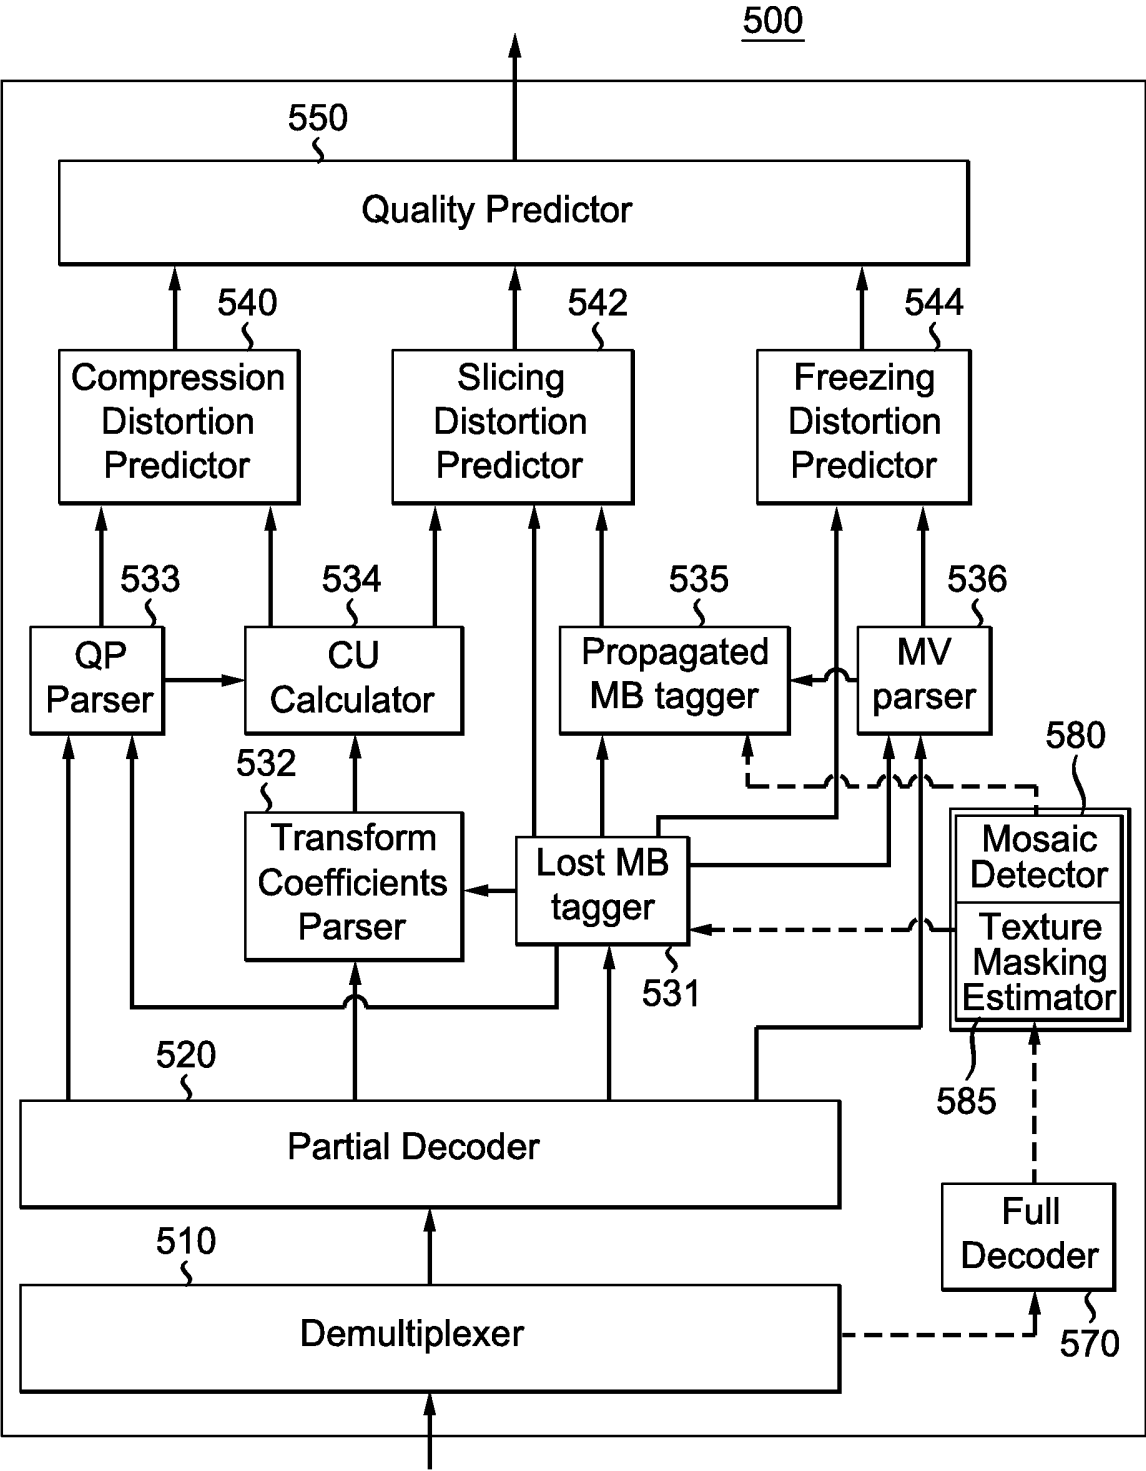 500
550
Quality Predictor
540
542
544
Compression
Distortion
Predictor
Slicing
Distortion
Predictor
Freezing
Distortion
Predictor
533
534
535
536
QP
Parser
CU
Calculator
Propagated
MB tagger
MV
parser
532
580
Transform
Coefficients
Parser
Lost MB
tagger
Mosaic
Detector
Texture
Masking
Estimator
531
520
585
Partial Decoder
510
Full
Decoder
Demultiplexer
570